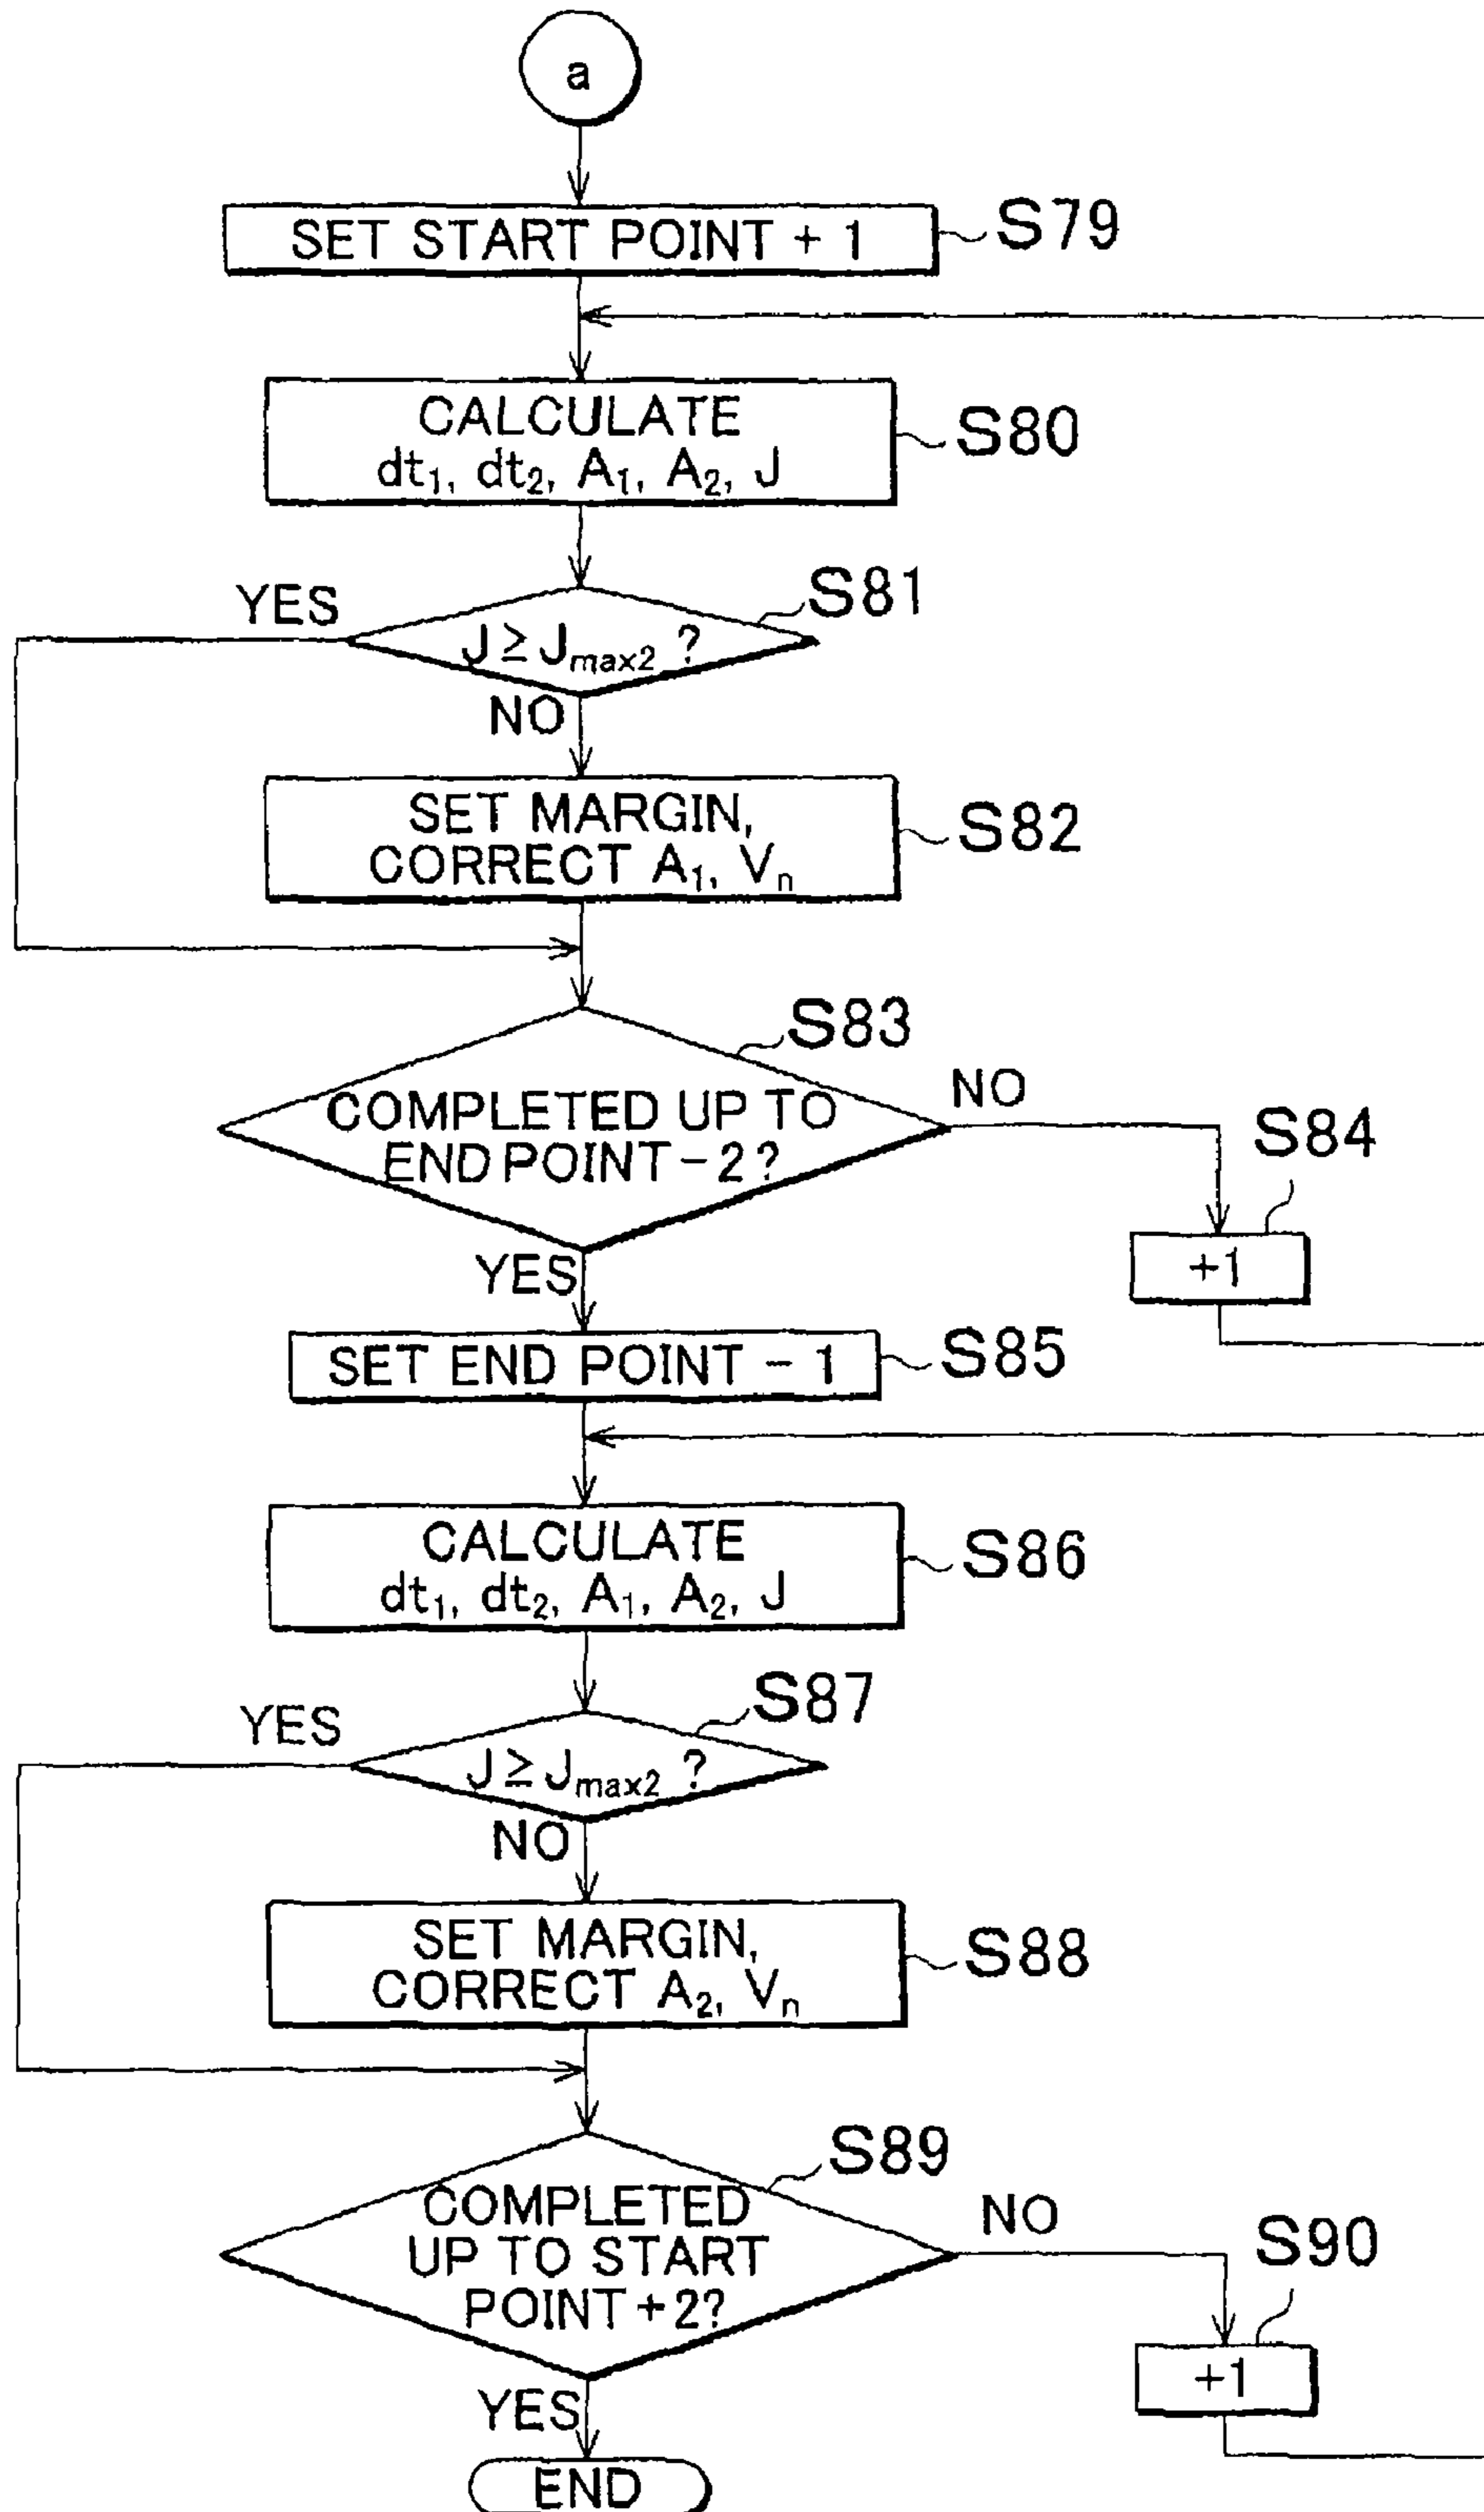 a
SET START POINT + 1
S79
CALCULATE
dt₁, dt₂, A₁, A₂, J
S80
S81
YES
J ≧ Jmax2 ?
NO
SET MARGIN,
CORRECT A₁, Vn
S82
S83
COMPLETED UP TO
END POINT - 2 ?
NO
S84
+1
YES
SET END POINT - 1
S85
CALCULATE
dt₁, dt₂, A₁, A₂, J
S86
S87
YES
J ≧ Jmax2 ?
NO
SET MARGIN,
CORRECT A₂, Vn
S88
S89
COMPLETED
UP TO START
POINT + 2?
NO
S90
+1
YES
END